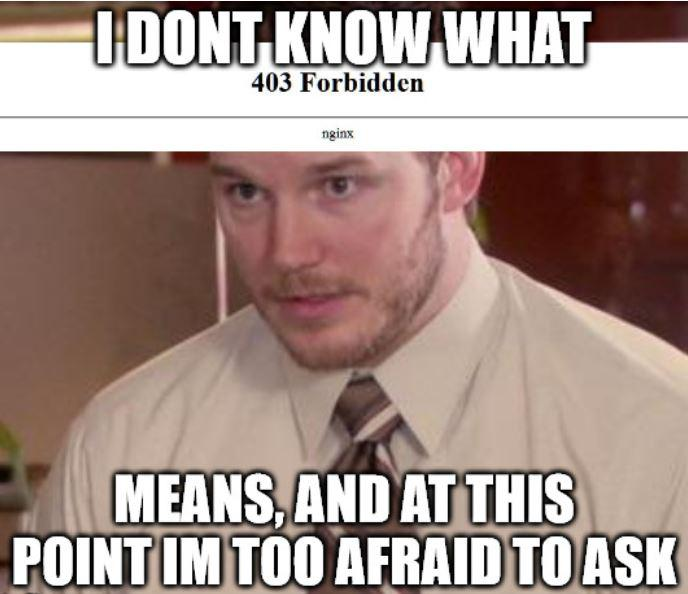 I DONT KNOW WHAT
403 Forbidden
nginx
MEANS, AND AT THIS
POINT IM TOO AFRAID TO ASK